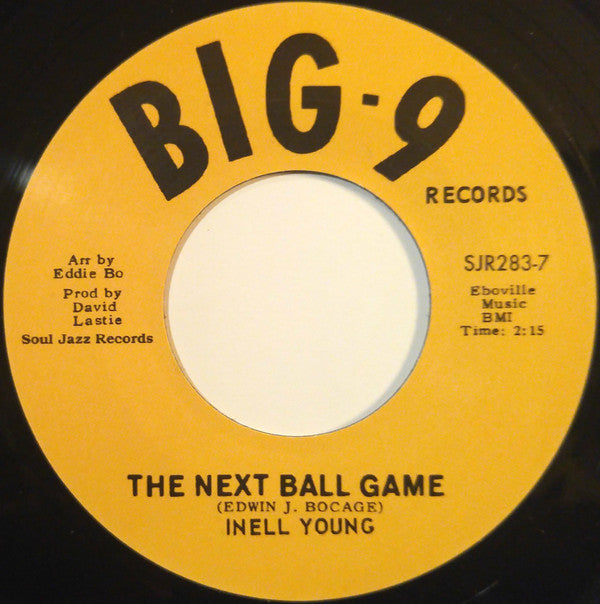 BIG-9
RECORDS
Arr by
Eddie Bo
Prod by
David
Lastie
Soul Jazz Records
SJR283-7
Eboville
Music
BMI
Time: 2:15
THE NEXT BALL GAME
(EDWIN J. BOCAGE)
INELL YOUNG